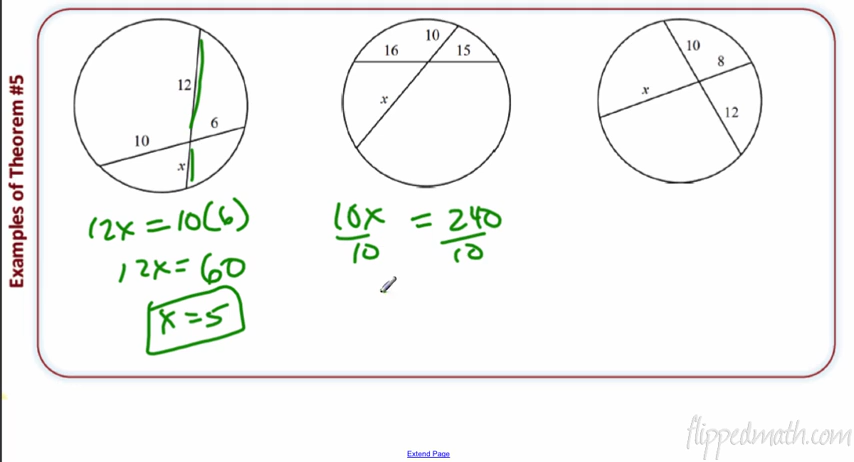 Examples of Theorem #5
12
10
6
x
12x = 10(6)
12x = 60
x = 5
10
16
15
x
10x = 240
10 10
10
8
x
12
flippedmath.com
Extend Page